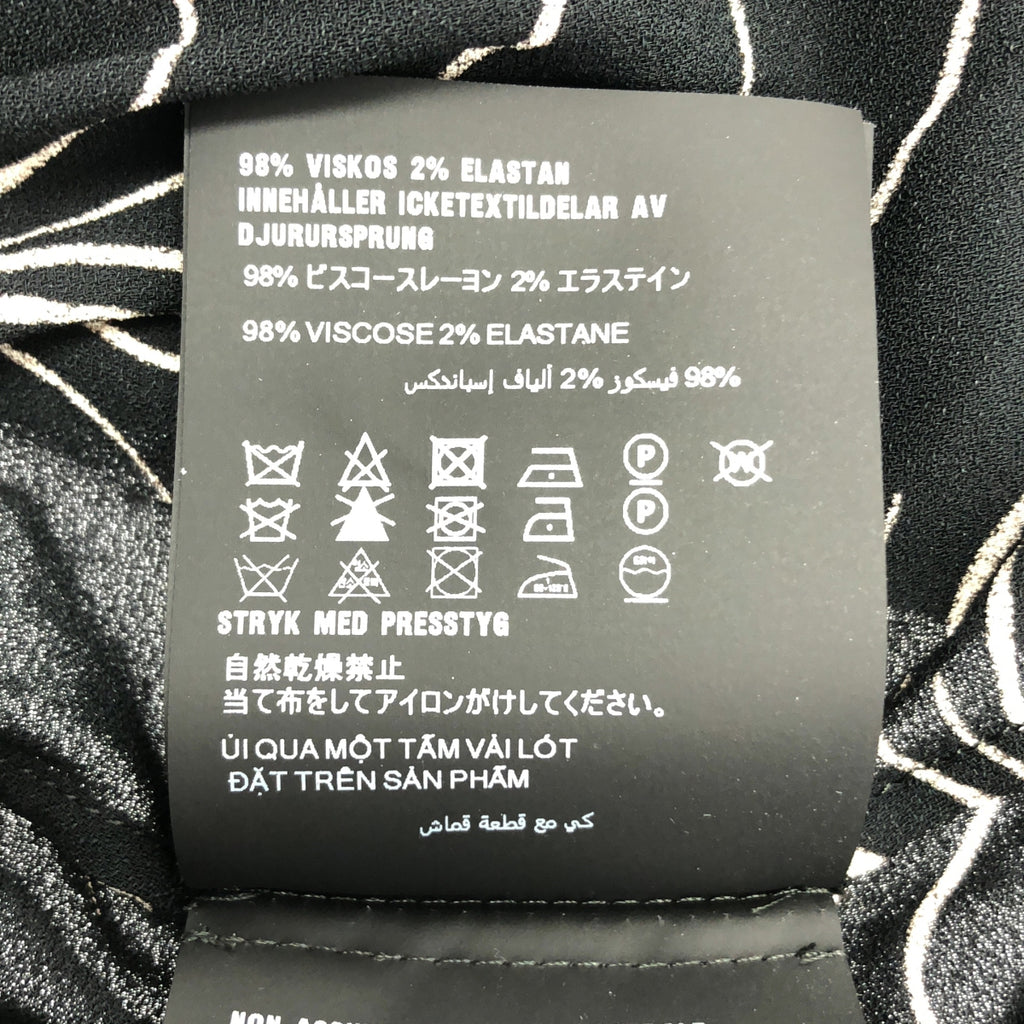 98% VISKOS 2% ELASTAN
INNEHÅLLER ICKETEXTILDELAR AV
DJURURSPRUNG
98% ビスコースレーヨン 2% エラステイン
98% VISCOSE 2% ELASTANE
98% فيسكوز 2% ألياف إسباندكس
P W
P
STRYK MED PRESSTYG
自然乾燥禁止
当て布をしてアイロンがけしてください。
ỦI QUA MỘT TẤM VẢI LÓT
ĐẶT TRÊN SẢN PHẨM
كي مع قطعة قماش
NON